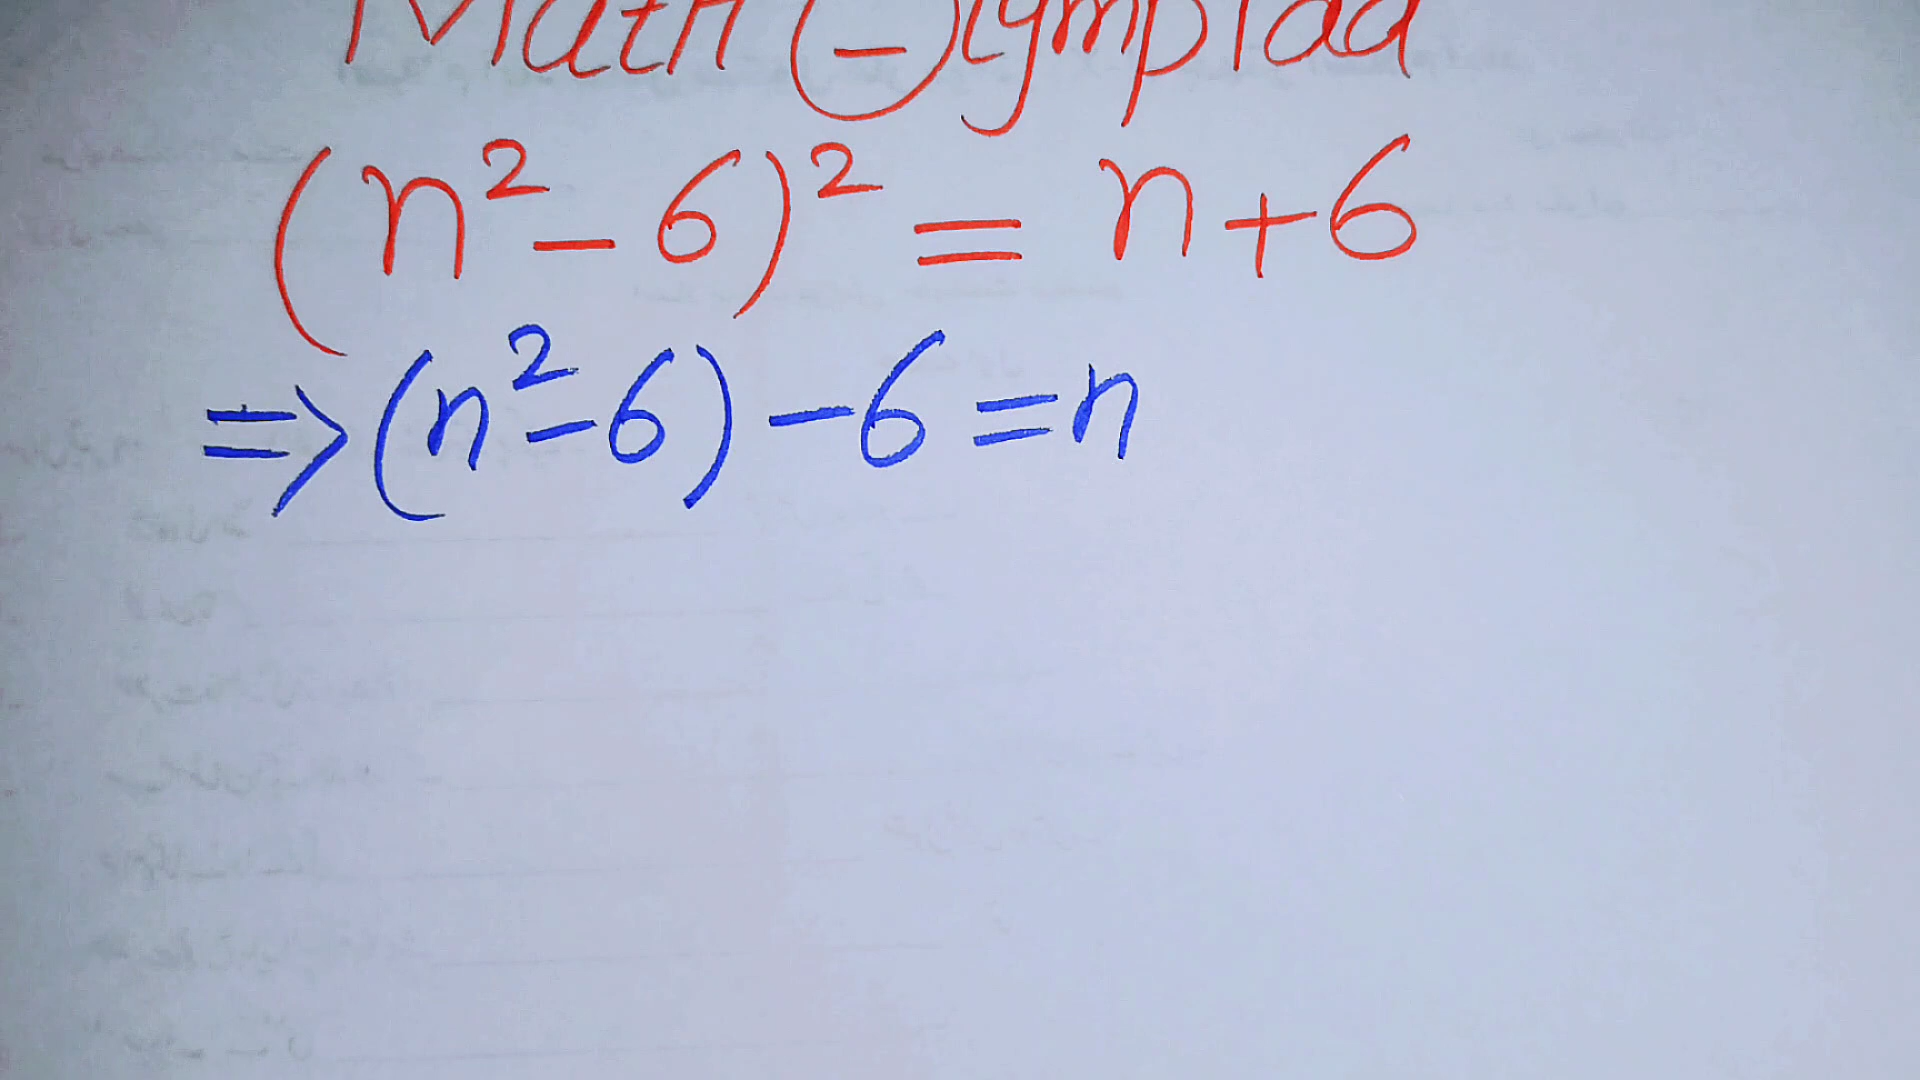 Math Olympiad
(n² - 6)² = n + 6
⇒ (n² - 6) - 6 = n